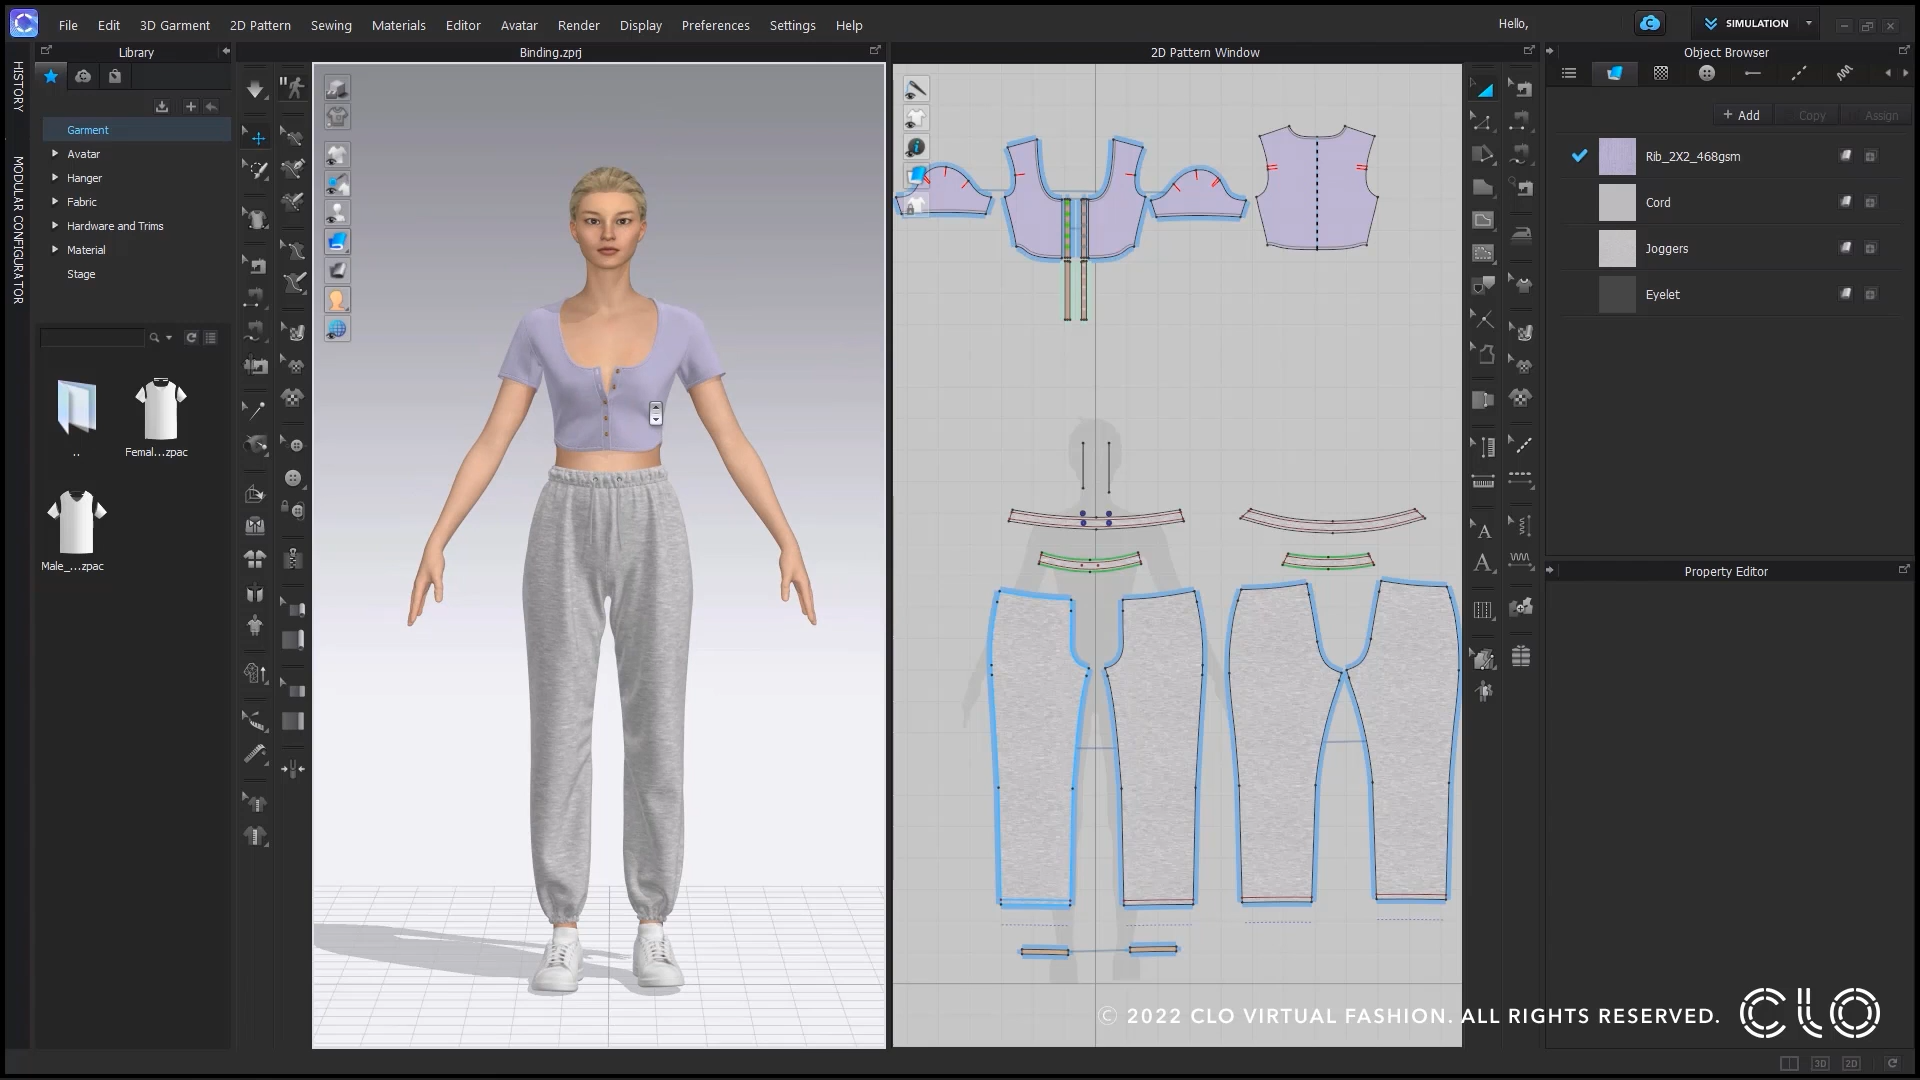 File Edit 3D Garment 2D Pattern Sewing Materials Editor Avatar Render Display Preferences Settings Help
Hello,
SIMULATION
Library
Binding.zprj
2D Pattern Window
Object Browser
HISTORY
MODULAR CONFIGURATOR
Garment
Avatar
Hanger
Fabric
Hardware and Trims
Material
Stage
..
Femal...zpac
Male_...zpac
+ Add
Copy
Assign
Rib_2X2_468gsm
Cord
Joggers
Eyelet
Property Editor
© 2022 CLO VIRTUAL FASHION. ALL RIGHTS RESERVED.
CLO
3D
2D